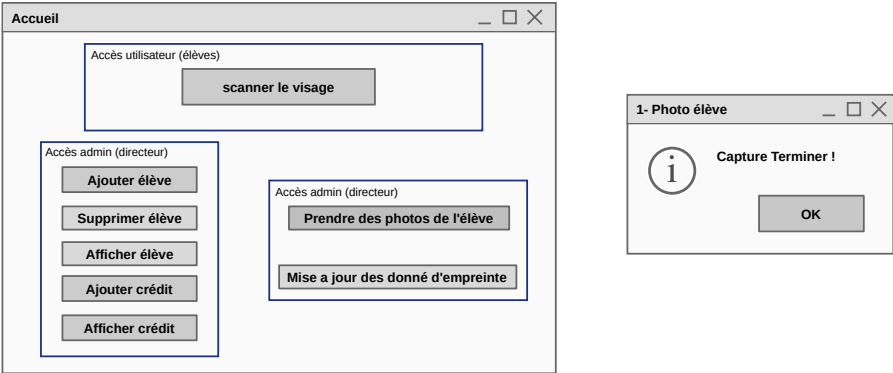 Accueil
Accès utilisateur (élèves)
scanner le visage
Accès admin (directeur)
Ajouter élève
Supprimer élève
Afficher élève
Ajouter crédit
Afficher crédit
Accès admin (directeur)
Prendre des photos de l'élève
Mise a jour des donné d'empreinte
1- Photo élève
i
Capture Terminer !
OK